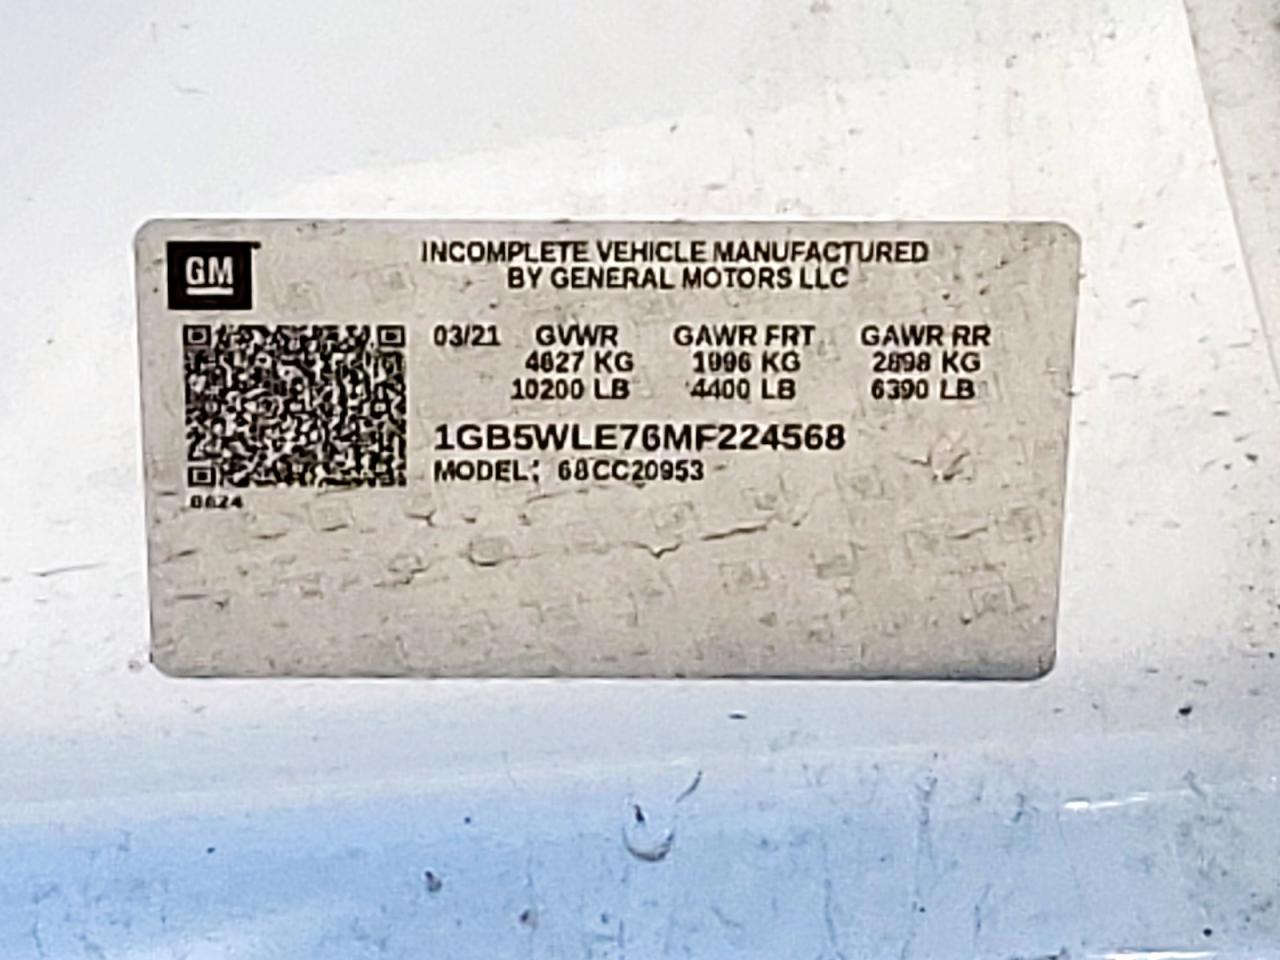 GM
INCOMPLETE VEHICLE MANUFACTURED
BY GENERAL MOTORS LLC
03/21 GVWR GAWR FRT GAWR RR
4627 KG 1996 KG 2898 KG
10200 LB 4400 LB 6390 LB
1GB5WLE76MF224568
MODEL: 68CC20953